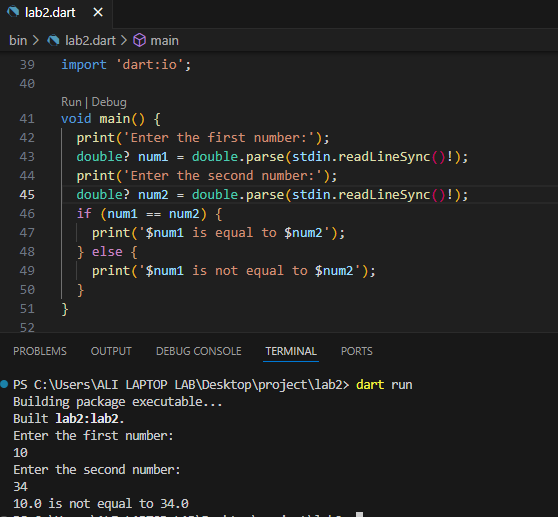 lab2.dart ×
bin > lab2.dart > main
39 import 'dart:io';
40
Run | Debug
41 void main() {
42 print('Enter the first number:');
43 double? num1 = double.parse(stdin.readLineSync()!);
44 print('Enter the second number:');
45 double? num2 = double.parse(stdin.readLineSync()!);
46 if (num1 == num2) {
47 print('$num1 is equal to $num2');
48 } else {
49 print('$num1 is not equal to $num2');
50 }
51 }
52
PROBLEMS OUTPUT DEBUG CONSOLE TERMINAL PORTS
PS C:\Users\ALI LAPTOP LAB\Desktop\project\lab2> dart run
Building package executable...
Built lab2:lab2.
Enter the first number:
10
Enter the second number:
34
10.0 is not equal to 34.0